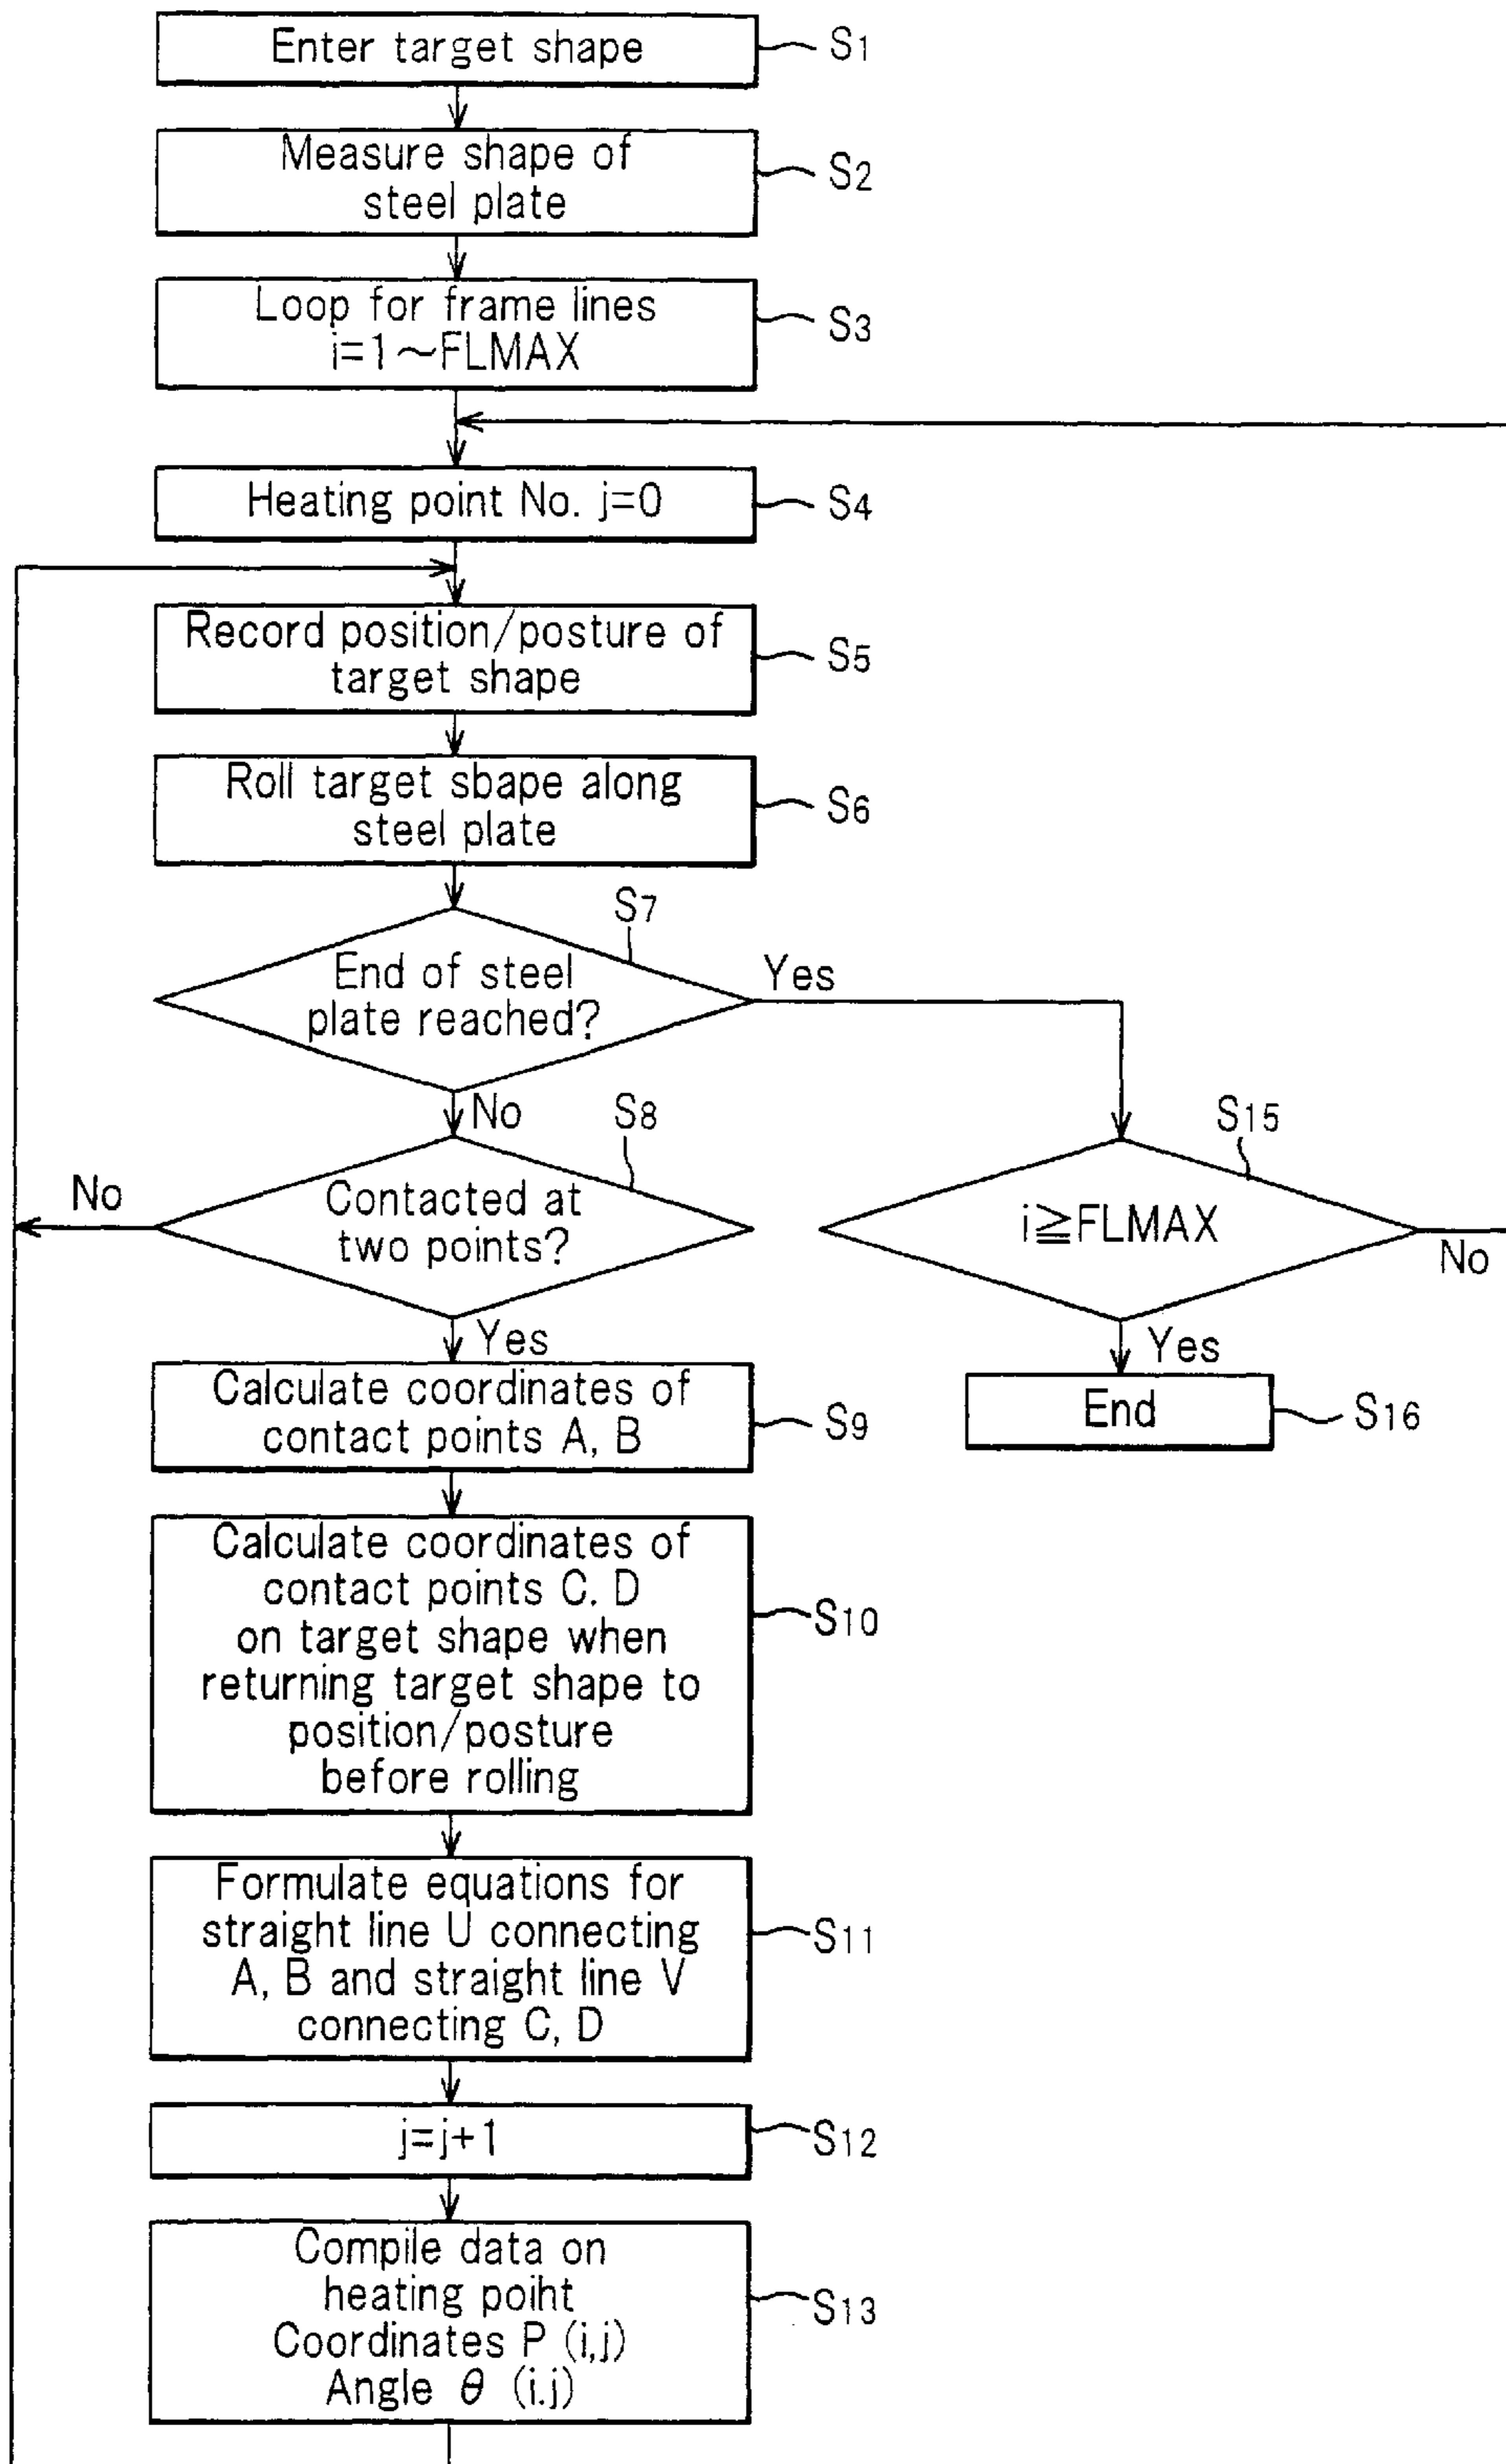 Enter target shape
S1
Measure shape of
steel plate
S2
Loop for frame lines
i=1～FLMAX
S3
Heating point No. j=0
S4
Record position/posture of
target shape
S5
Roll target sbape along
steel plate
S6
S7
End of steel
plate reached?
Yes
No
S8
Contacted at
two points?
No
Yes
S15
i≧FLMAX
No
Yes
End
S16
Calculate coordinates of
contact points A, B
S9
Calculate coordinates of
contact points C. D
on target shape when
returning target shape to
position/posture
before rolling
S10
Formulate equations for
straight line U connecting
A, B and straight line V
connecting C, D
S11
j=j+1
S12
Compile data on
heating poiht
Coordinates P (i,j)
Angle θ (i.j)
S13